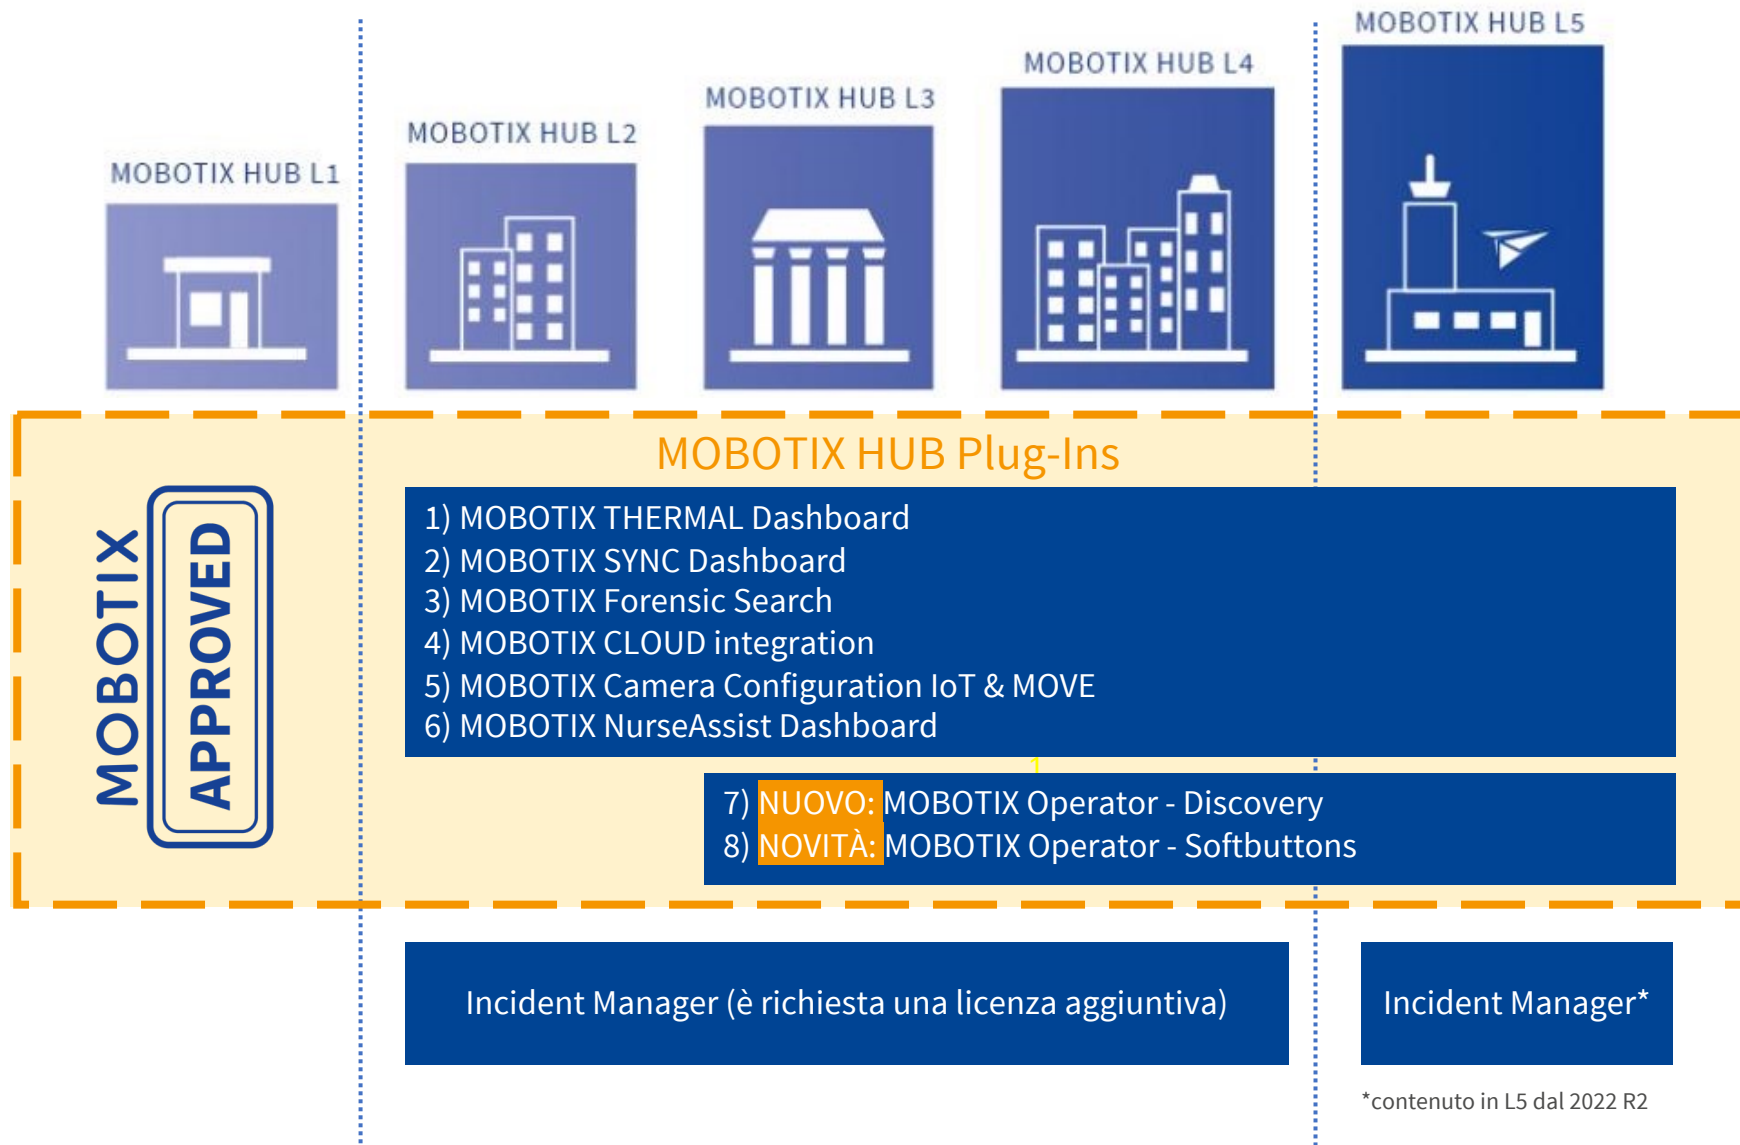 MOBOTIX HUB L1
MOBOTIX HUB L2
MOBOTIX HUB L3
MOBOTIX HUB L4
MOBOTIX HUB L5
MOBOTIX HUB Plug-Ins
MOBOTIX
APPROVED
1) MOBOTIX THERMAL Dashboard
2) MOBOTIX SYNC Dashboard
3) MOBOTIX Forensic Search
4) MOBOTIX CLOUD integration
5) MOBOTIX Camera Configuration IoT & MOVE
6) MOBOTIX NurseAssist Dashboard
1
7) NUOVO: MOBOTIX Operator - Discovery
8) NOVITÀ: MOBOTIX Operator - Softbuttons
Incident Manager (è richiesta una licenza aggiuntiva)
Incident Manager*
*contenuto in L5 dal 2022 R2